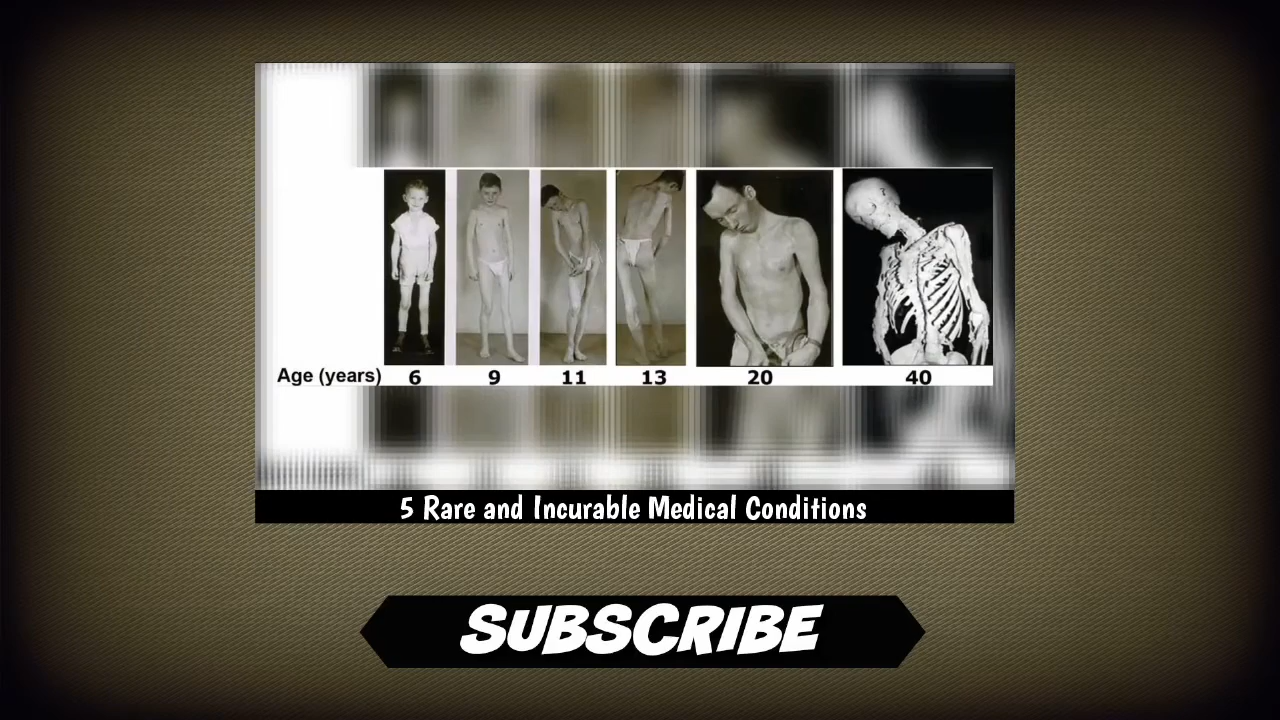 Age (years) 6 9 11 13 20 40
5 Rare and Incurable Medical Conditions
SUBSCRIBE